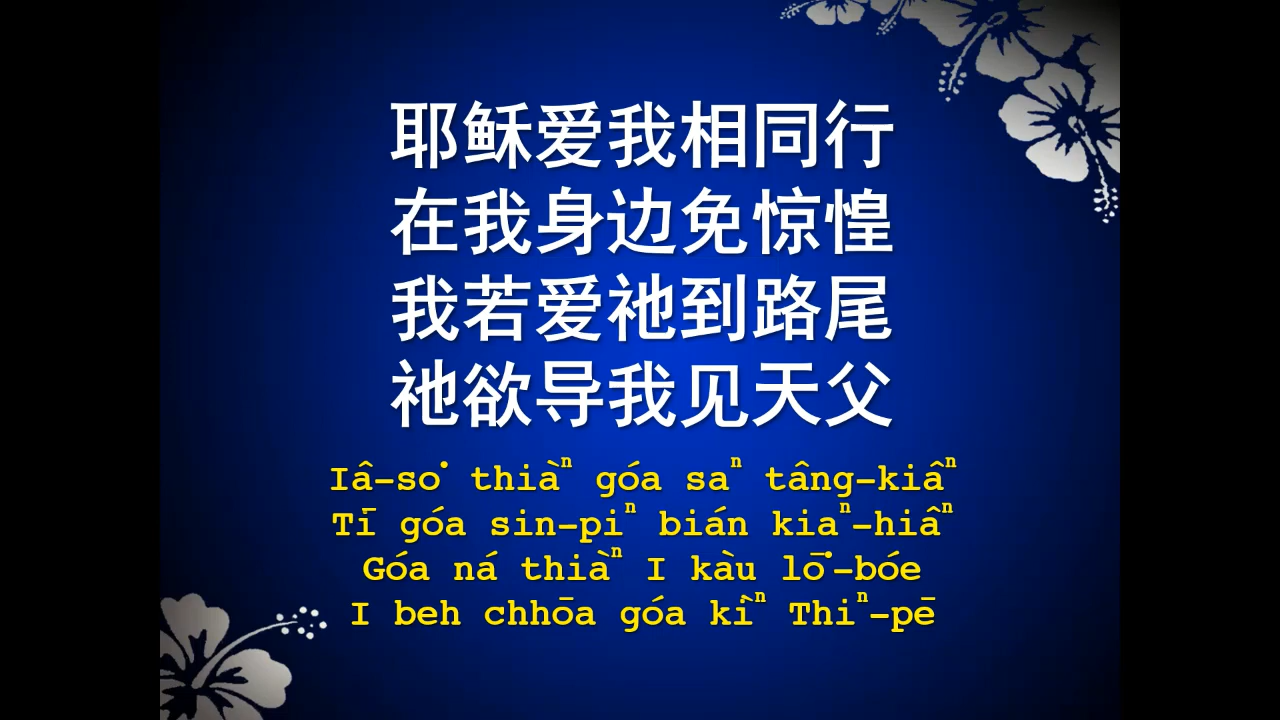 耶稣爱我相同行
在我身边免惊惶
我若爱祂到路尾
祂欲导我见天父
Iâ-so͘ thiàⁿ góa saⁿ tâng-kiâⁿ
Tī góa sin-piⁿ bián kiaⁿ-hiâⁿ
Góa ná thiàⁿ I kàu lō͘-bóe
I beh chhōa góa kìⁿ Thiⁿ-pē